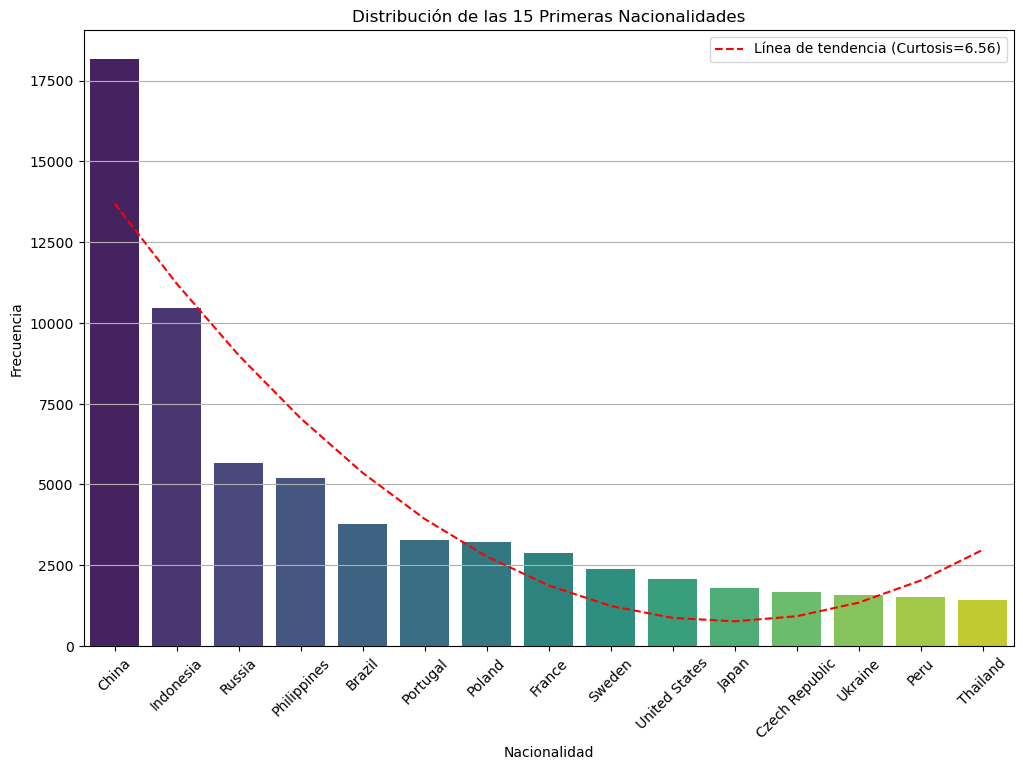 Distribución de las 15 Primeras Nacionalidades
Línea de tendencia (Curtosis=6.56)
Frecuencia
17500
15000
12500
10000
7500
5000
2500
0
China
Indonesia
Russia
Philippines
Brazil
Portugal
Poland
France
Sweden
United States
Japan
Czech Republic
Ukraine
Peru
Thailand
Nacionalidad